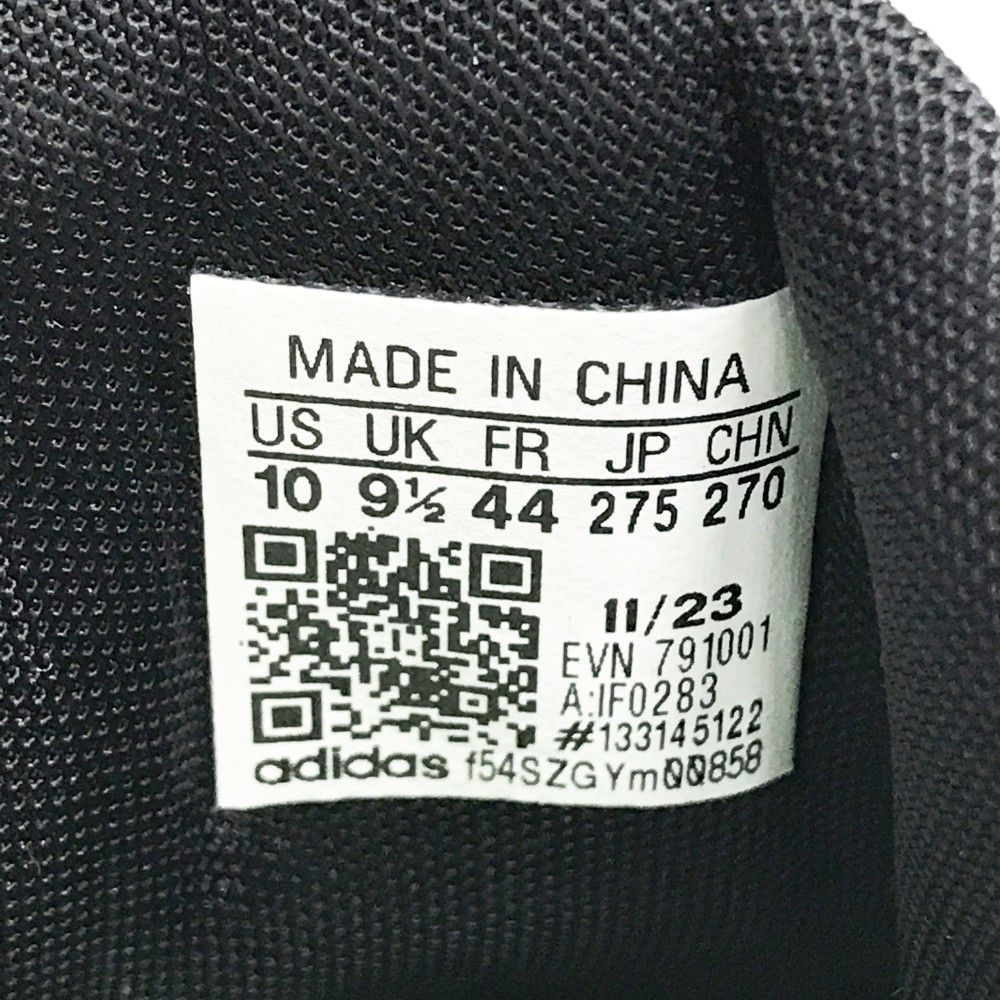 MADE IN CHINA
US UK FR JP CHN
10 9½ 44 275 270
11/23
EVN 791001
A:IF0283
#133145122
adidas f54SZGYm00858